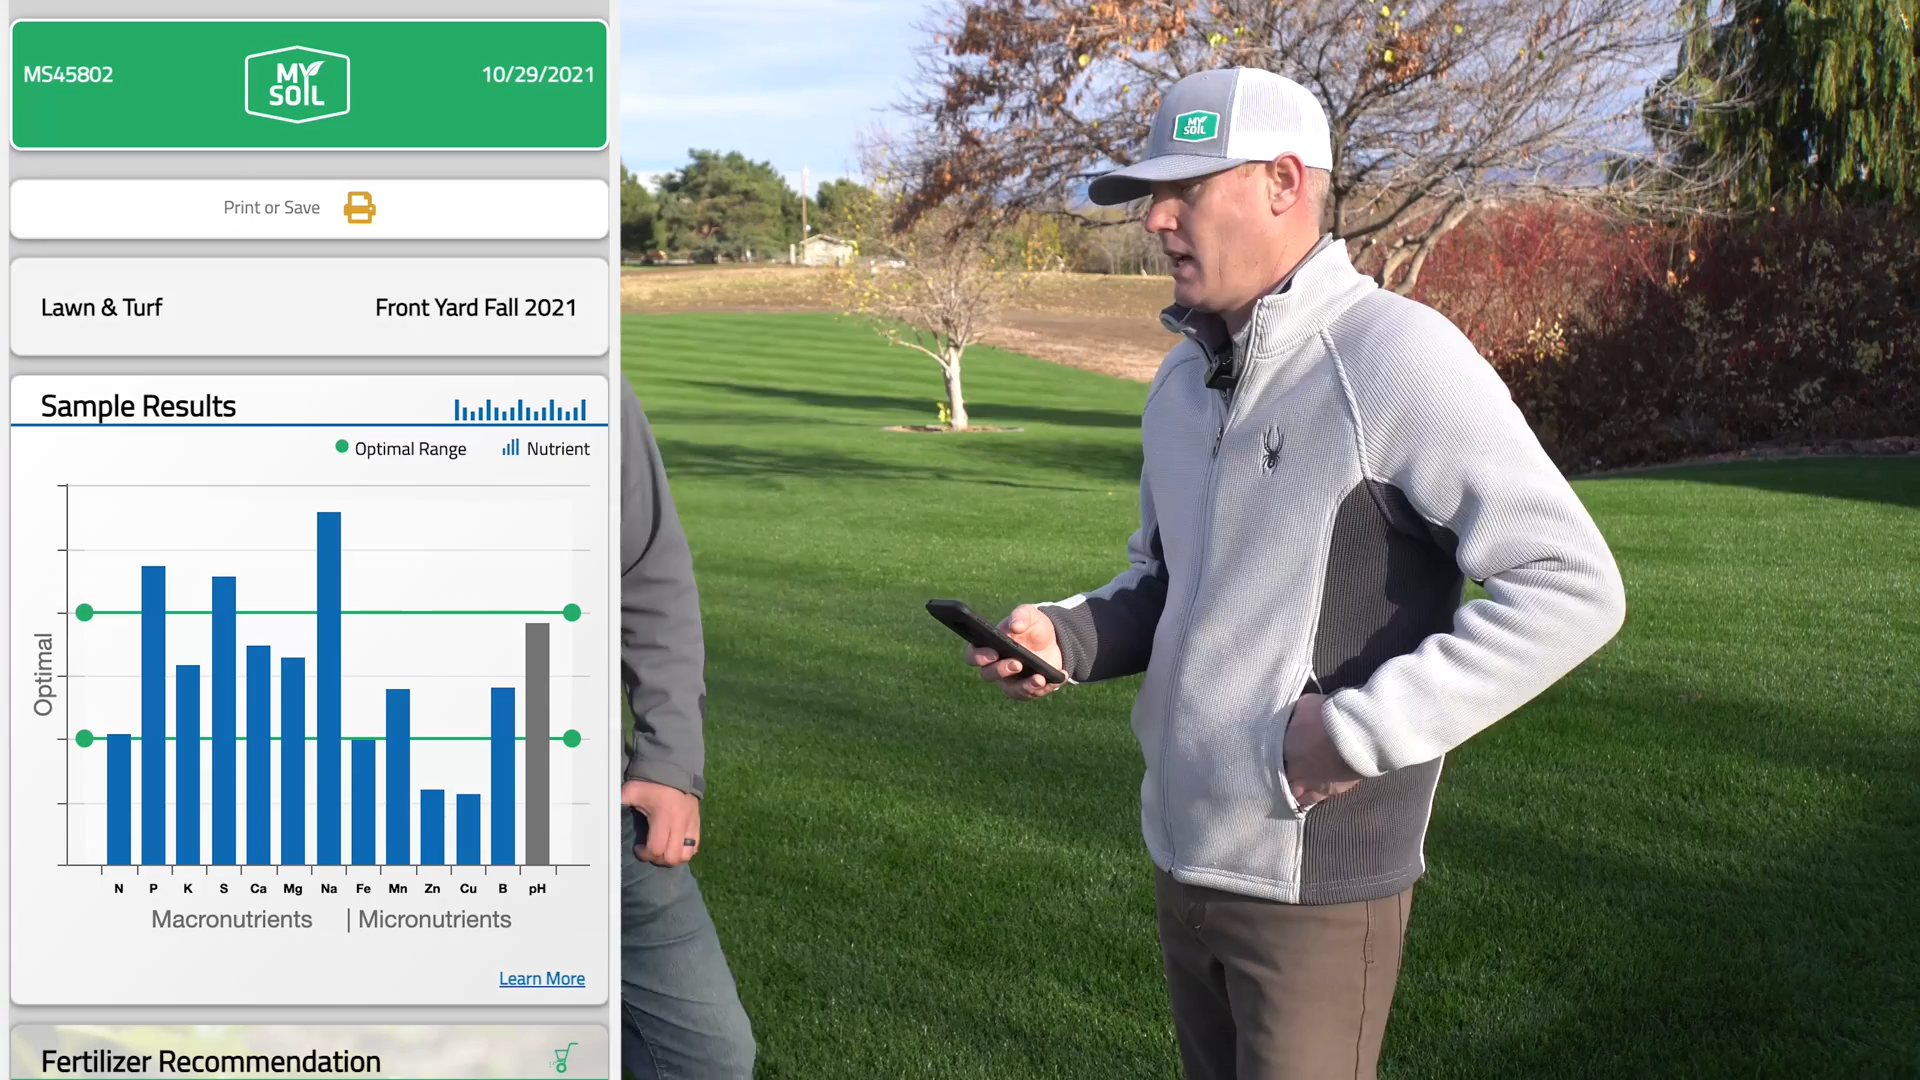 MS45802
MY
SOIL
10/29/2021
Print or Save
Lawn & Turf
Front Yard Fall 2021
Sample Results
Optimal Range
Nutrient
Optimal
N P K S Ca Mg Na Fe Mn Zn Cu B pH
Macronutrients | Micronutrients
Learn More
Fertilizer Recommendation
MY
SOIL